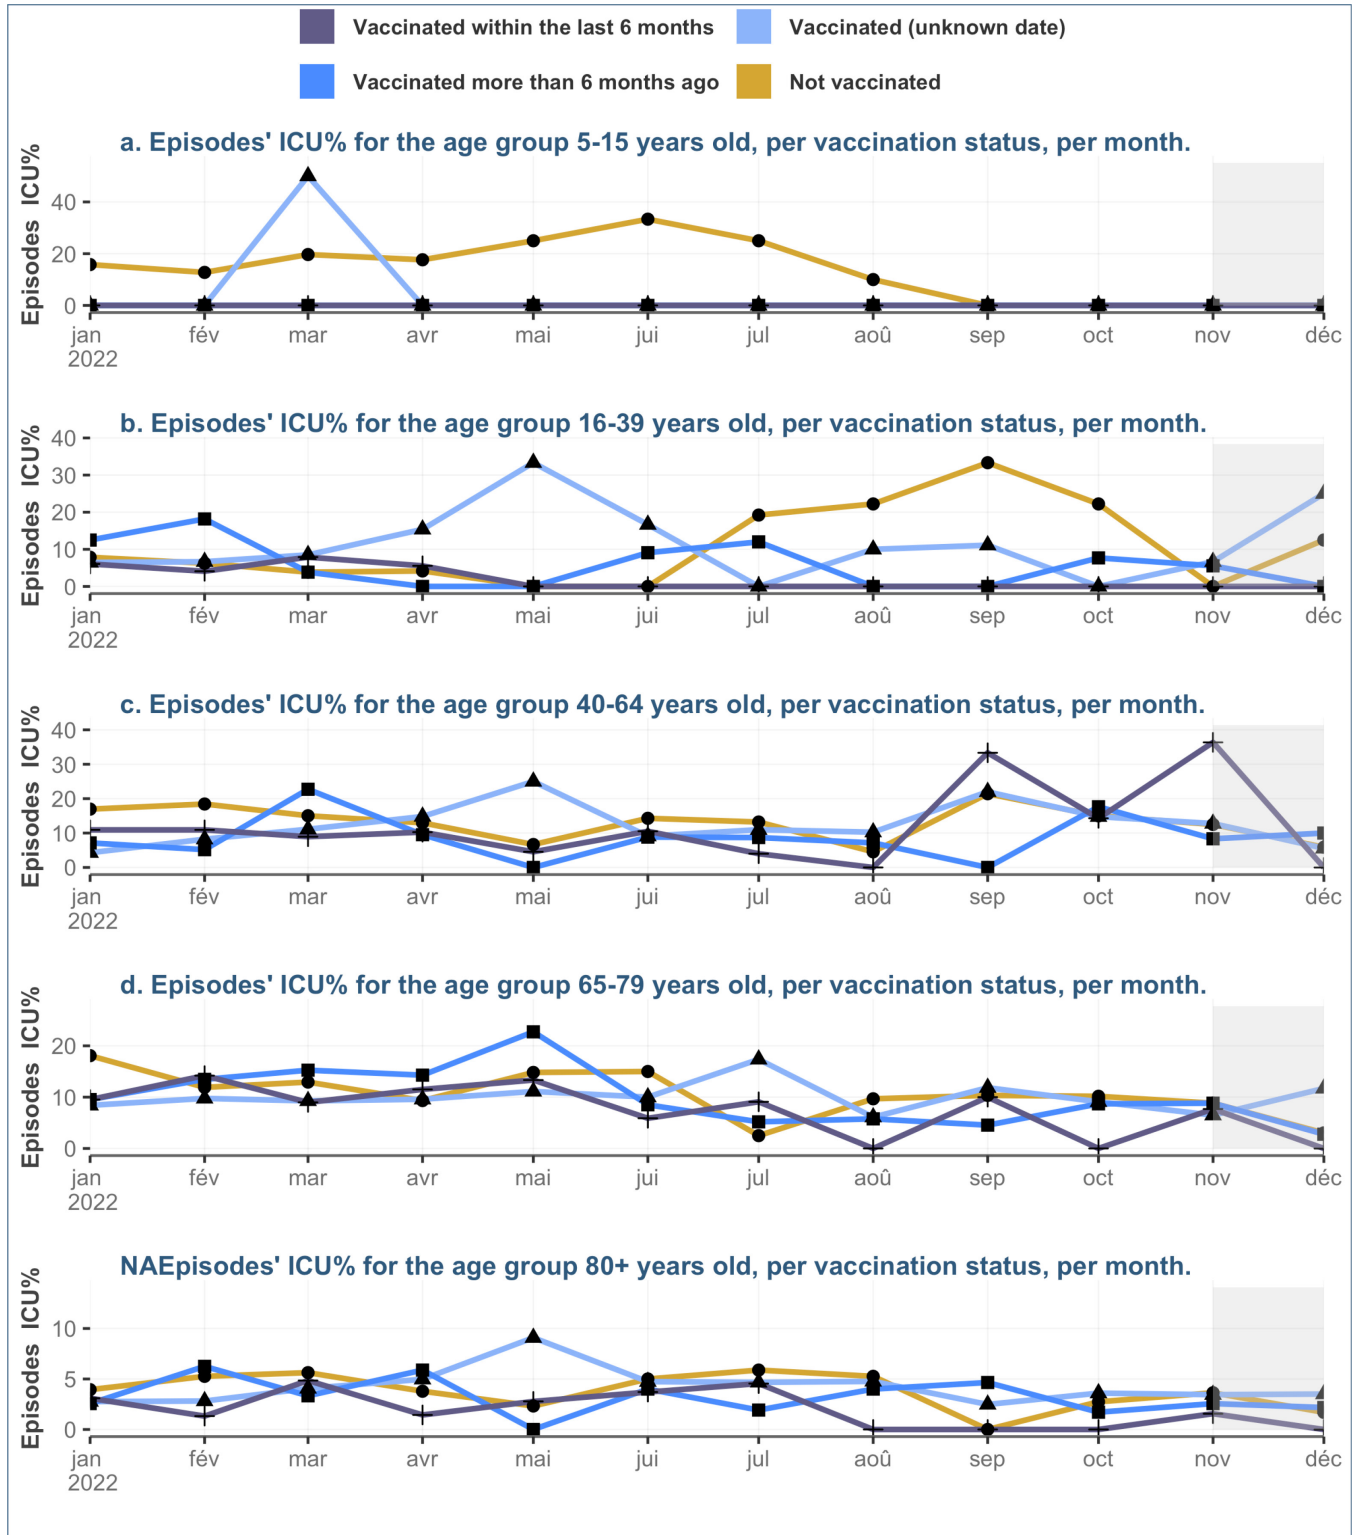 Vaccinated within the last 6 months Vaccinated (unknown date)
Vaccinated more than 6 months ago Not vaccinated
a. Episodes' ICU% for the age group 5-15 years old, per vaccination status, per month.
Episodes ICU%
40
20
0
jan fév mar avr mai jui jul aoû sep oct nov déc
2022
b. Episodes' ICU% for the age group 16-39 years old, per vaccination status, per month.
Episodes ICU%
40
30
20
10
0
jan fév mar avr mai jui jul aoû sep oct nov déc
2022
c. Episodes' ICU% for the age group 40-64 years old, per vaccination status, per month.
Episodes ICU%
40
30
20
10
0
jan fév mar avr mai jui jul aoû sep oct nov déc
2022
d. Episodes' ICU% for the age group 65-79 years old, per vaccination status, per month.
Episodes ICU%
20
10
0
jan fév mar avr mai jui jul aoû sep oct nov déc
2022
NAEpisodes' ICU% for the age group 80+ years old, per vaccination status, per month.
Episodes ICU%
10
5
0
jan fév mar avr mai jui jul aoû sep oct nov déc
2022